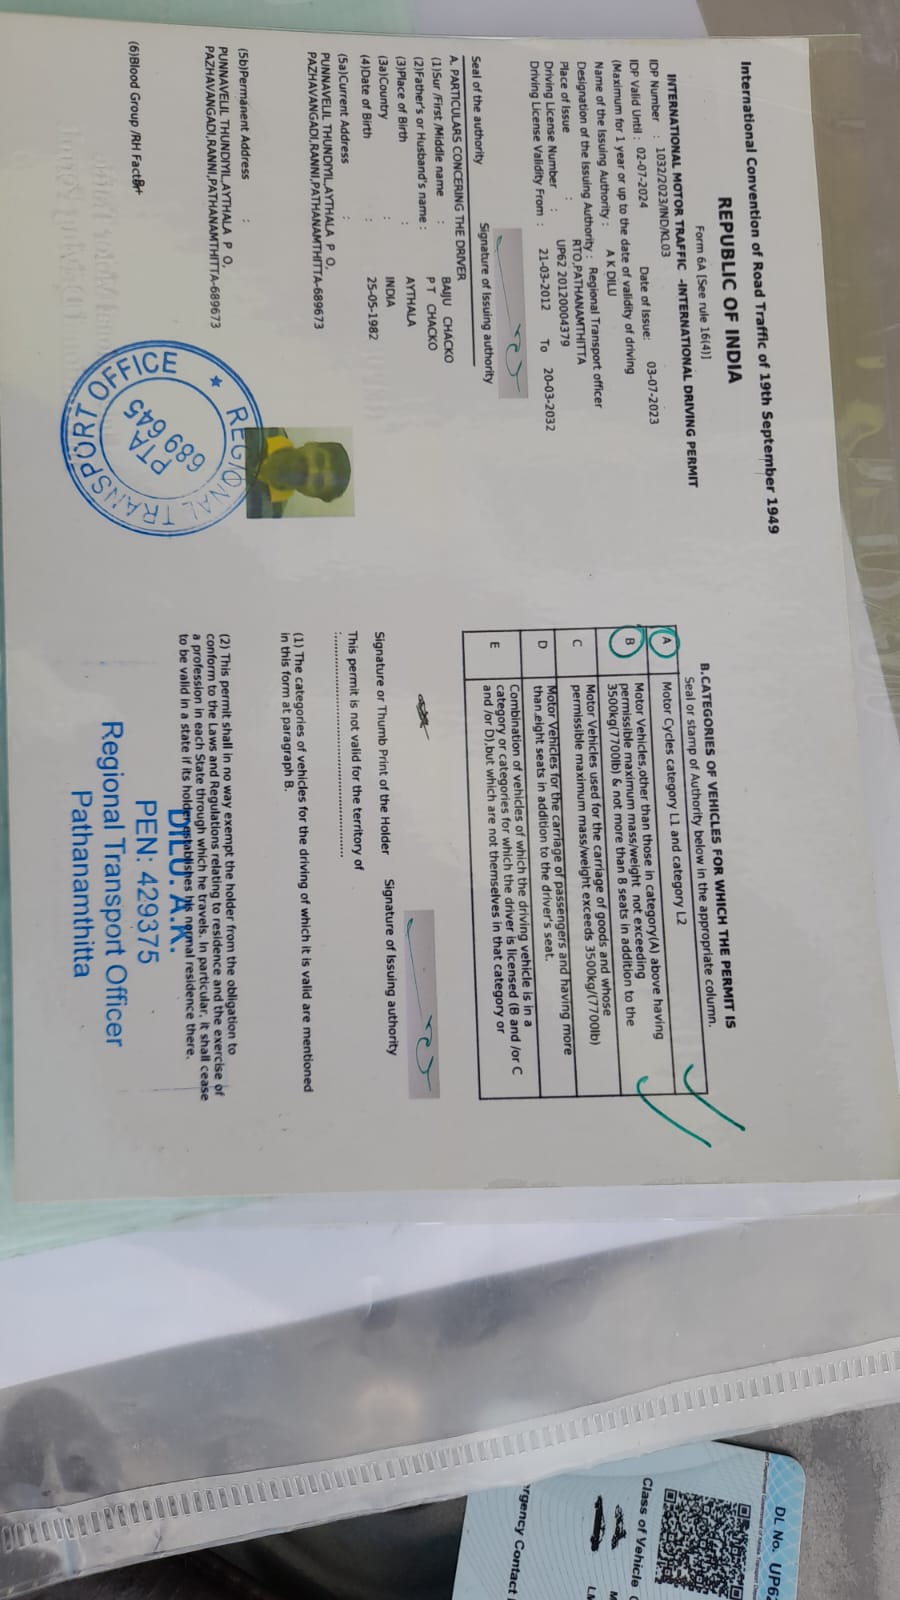 International Convention of Road Traffic of 19th September 1949
REPUBLIC OF INDIA
Form 6A [See rule 16(4)]
INTERNATIONAL MOTOR TRAFFIC -INTERNATIONAL DRIVING PERMIT
IDP Number : 1032/2023/IND/KL03
IDP Valid Until : 02-07-2024 Date of Issue: 03-07-2023
(Maximum for 1 year or up to the date of validity of driving
Name of the Issuing Authority : A K DILU
Designation of the Issuing Authority : Regional Transport officer
Place of Issue : RTO,PATHANAMTHITTA
Driving License Number : UP62 20120004379
Driving License Validity From : 21-03-2012 To 20-03-2032
Seal of the authority Signature of Issuing authority
A. PARTICULARS CONCERING THE DRIVER
(1)Sur /First /Middle name : BAIJU CHACKO
(2)Father's or Husband's name : P T CHACKO
(3)Place of Birth : AYTHALA
(3a)Country : INDIA
(4)Date of Birth : 25-05-1982
(5a)Current Address :
PUNNAVELIL THUNDIYIL,AYTHALA P O,
PAZHAVANGADI,RANNI,PATHANAMTHITTA-689673
(5b)Permanent Address :
PUNNAVELIL THUNDIYIL,AYTHALA P O,
PAZHAVANGADI,RANNI,PATHANAMTHITTA-689673
(6)Blood Group /RH Factor B+
REGIONAL TRANSPORT OFFICE
PTA
689 645
B.CATEGORIES OF VEHICLES FOR WHICH THE PERMIT IS
Seal or stamp of Authority below in the appropriate column.
A Motor Cycles category L1 and category L2
B Motor Vehicles,other than those in category(A) above having
permissible maximum mass/weight not exceeding
3500kg(7700lb) & not more than 8 seats in addition to the
C Motor Vehicles used for the carriage of goods and whose
permissible maximum mass/weight exceeds 3500kg/(7700lb)
D Motor Vehicles for the carriage of passengers and having more
than.eight seats in addition to the driver's seat.
E Combination of vehicles of which the driving vehicle is in a
category or categories for which the driver is licensed (B and /or C
and /or D),but which are not themselves in that category or
Signature or Thumb Print of the Holder Signature of Issuing authority
This permit is not valid for the territory of
(1) The categories of vehicles for the driving of which it is valid are mentioned
in this form at paragraph B.
(2) This permit shall in no way exempt the holder from the obligation to
conform to the Laws and Regulations relating to residence and the exercise of
a profession in each State through which he travels. In particular, it shall cease
to be valid in a state if its holder establishes his normal residence there.
DILU. A.K.
PEN: 429375
Regional Transport Officer
Pathanamthitta
DL No. UP62
Class of Vehicle
rgency Contact